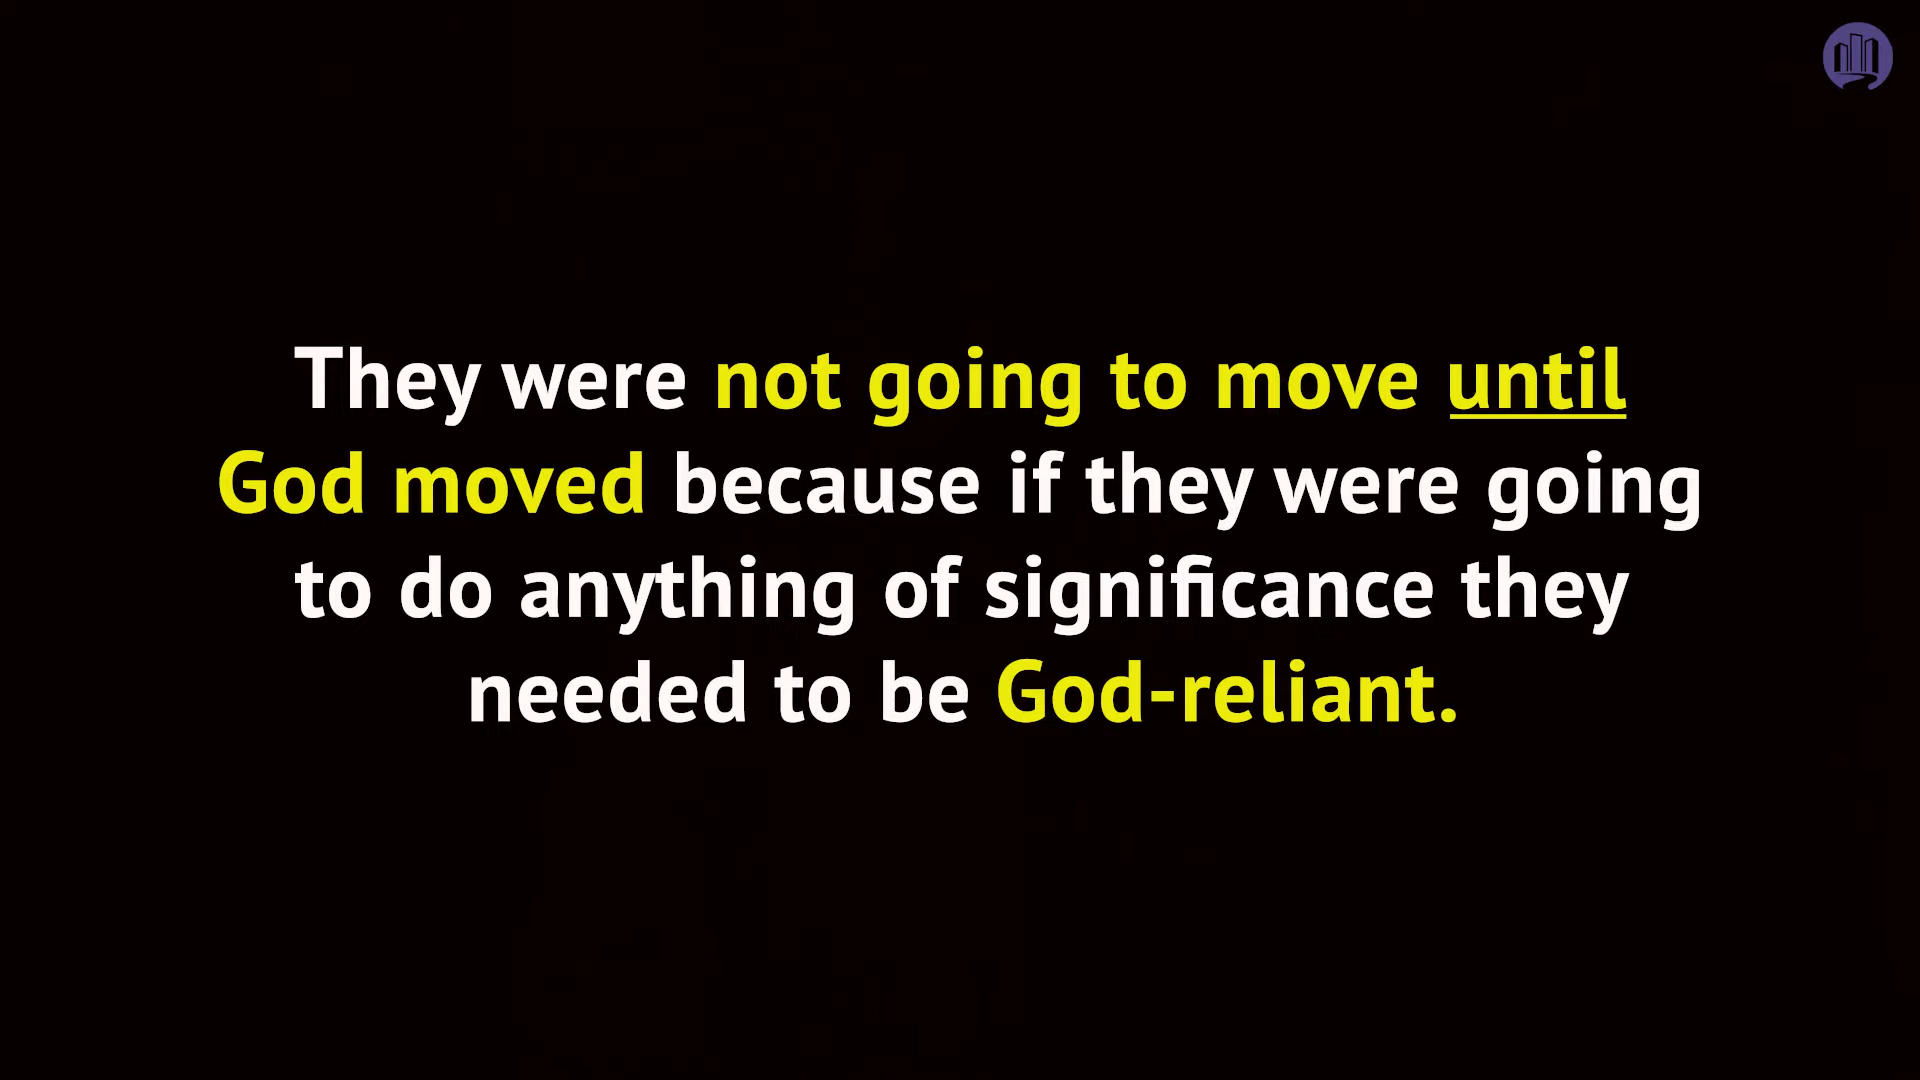 They were not going to move until
God moved because if they were going
to do anything of significance they
needed to be God-reliant.